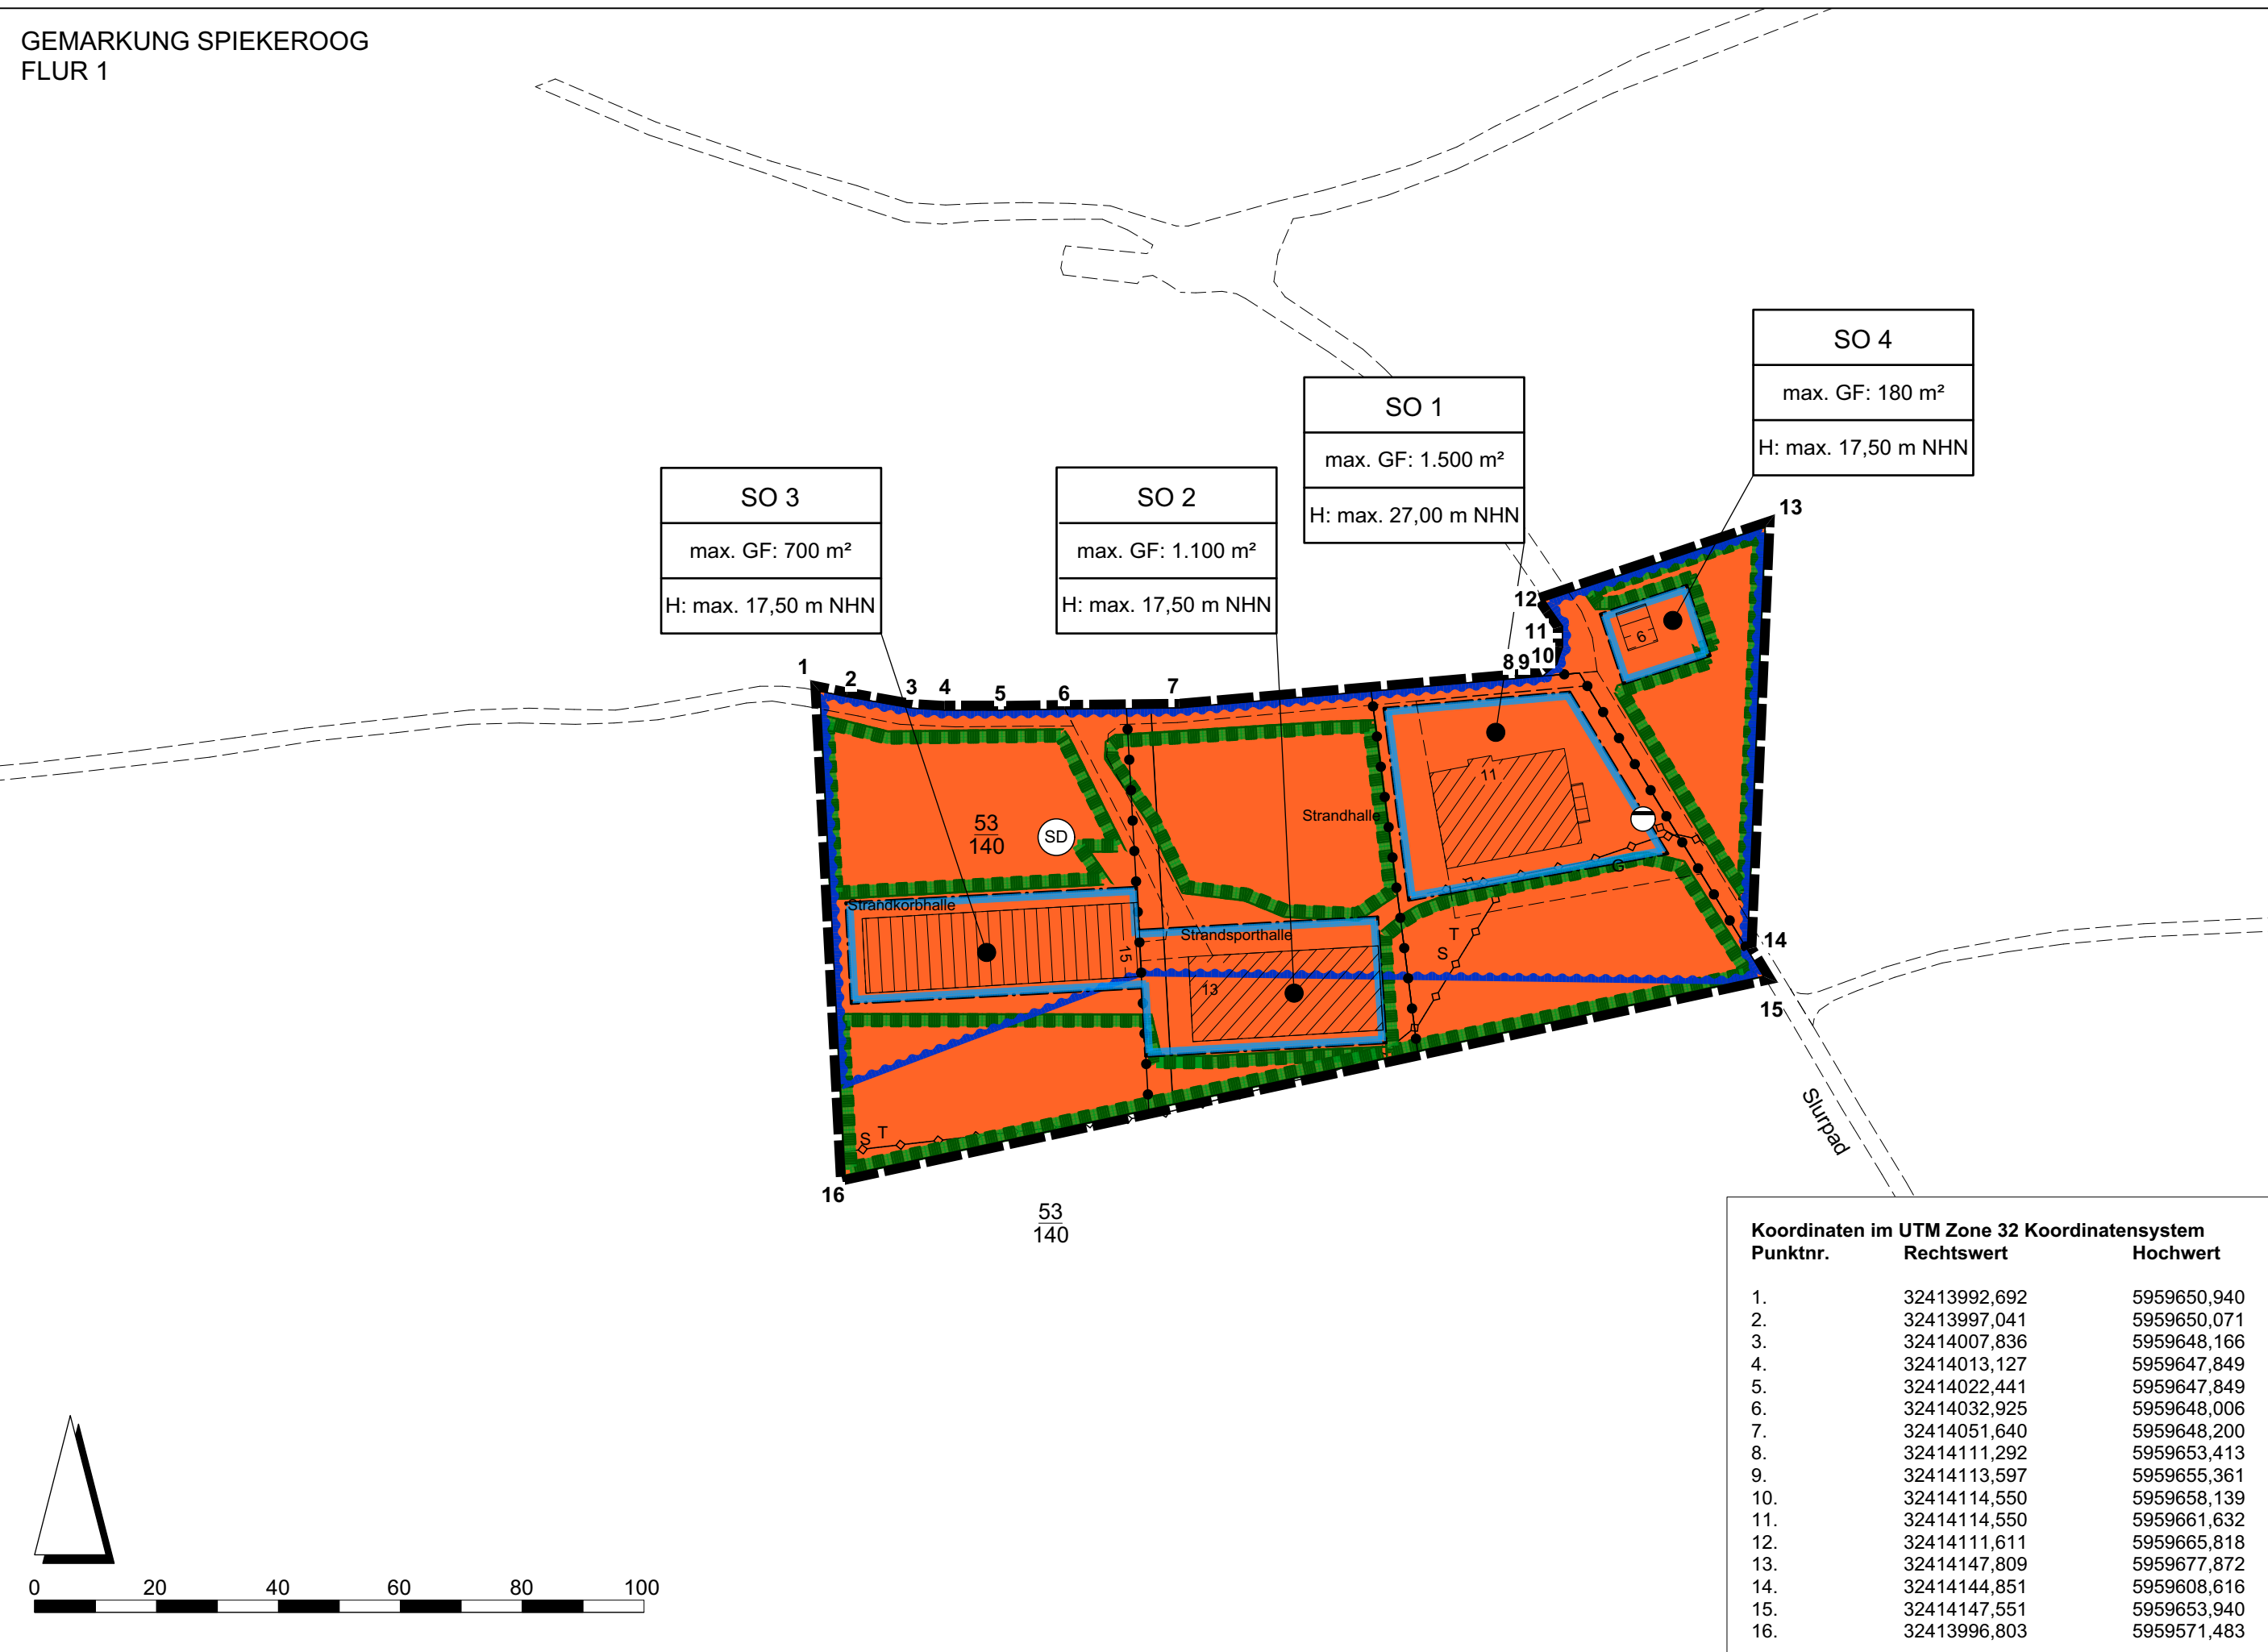 GEMARKUNG SPIEKEROOG
FLUR 1
SO 4
max. GF: 180 m²
H: max. 17,50 m NHN
SO 1
max. GF: 1.500 m²
H: max. 27,00 m NHN
SO 3
max. GF: 700 m²
H: max. 17,50 m NHN
SO 2
max. GF: 1.100 m²
H: max. 17,50 m NHN
13
12
11
10
9
8
1
2
3
4
5
6
7
6
11
Strandhalle
53
140
SD
G
Strandkorbhalle
Strandsporthalle
15
13
T
S
14
15
S
T
16
Slurpad
53
140
Koordinaten im UTM Zone 32 Koordinatensystem
Punktnr. Rechtswert Hochwert
1. 32413992,692 5959650,940
2. 32413997,041 5959650,071
3. 32414007,836 5959648,166
4. 32414013,127 5959647,849
5. 32414022,441 5959647,849
6. 32414032,925 5959648,006
7. 32414051,640 5959648,200
8. 32414111,292 5959653,413
9. 32414113,597 5959655,361
10. 32414114,550 5959658,139
11. 32414114,550 5959661,632
12. 32414111,611 5959665,818
13. 32414147,809 5959677,872
14. 32414144,851 5959608,616
15. 32414147,551 5959653,940
16. 32413996,803 5959571,483
0 20 40 60 80 100